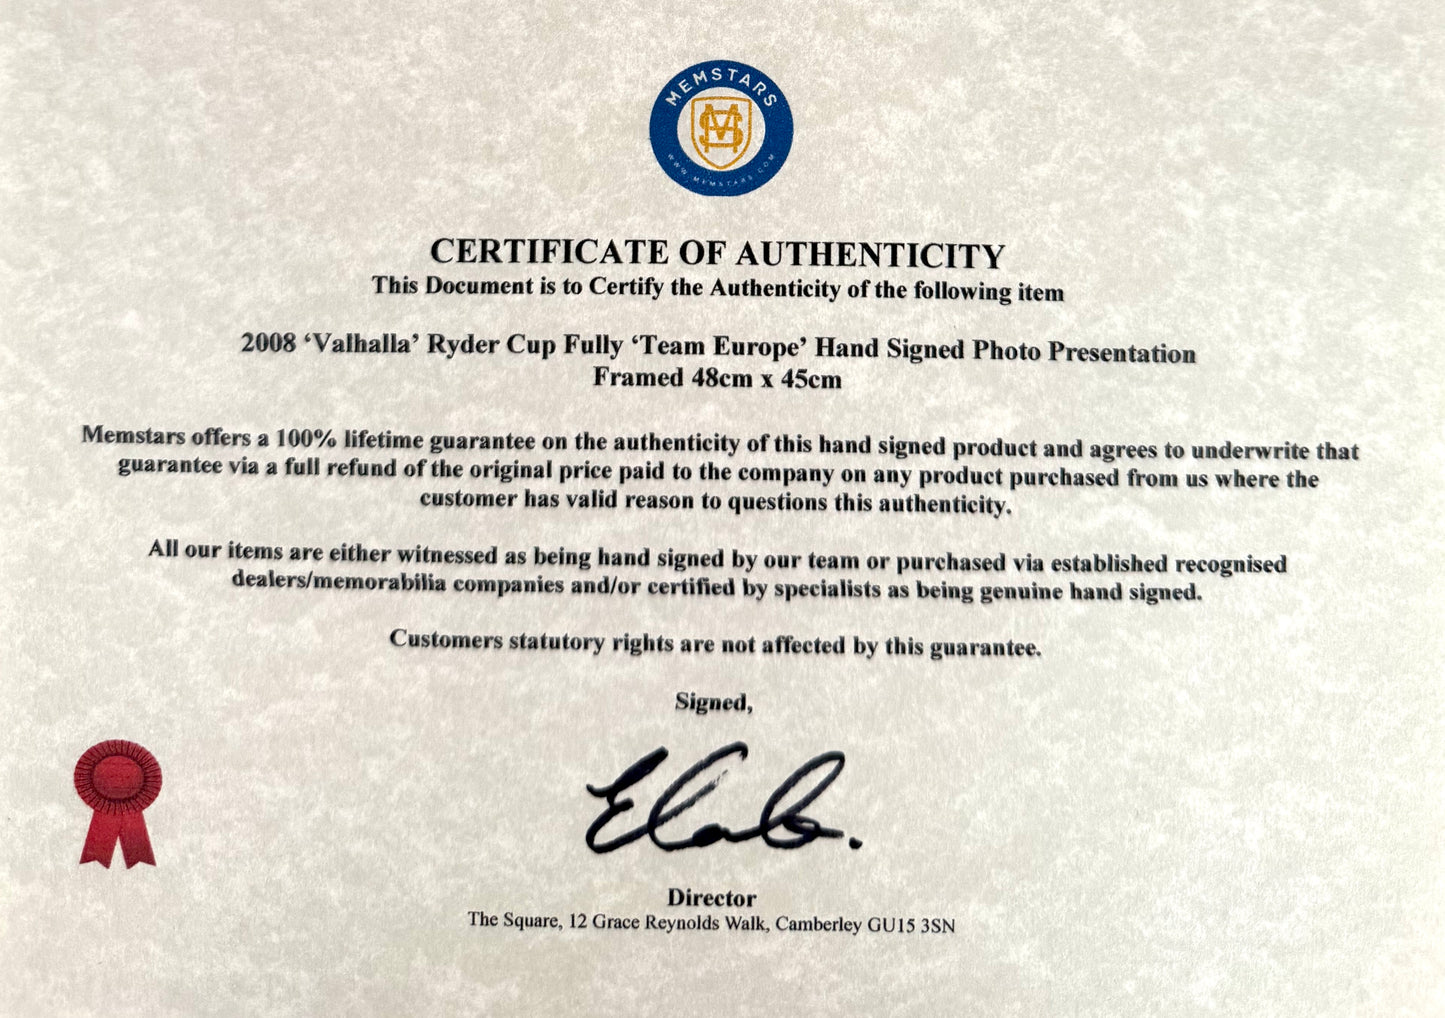 MEMSTARS
MS
WWW.MEMSTARS.COM
CERTIFICATE OF AUTHENTICITY
This Document is to Certify the Authenticity of the following item
2008 ‘Valhalla’ Ryder Cup Fully ‘Team Europe’ Hand Signed Photo Presentation
Framed 48cm x 45cm
Memstars offers a 100% lifetime guarantee on the authenticity of this hand signed product and agrees to underwrite that
guarantee via a full refund of the original price paid to the company on any product purchased from us where the
customer has valid reason to questions this authenticity.
All our items are either witnessed as being hand signed by our team or purchased via established recognised
dealers/memorabilia companies and/or certified by specialists as being genuine hand signed.
Customers statutory rights are not affected by this guarantee.
Signed,
Director
The Square, 12 Grace Reynolds Walk, Camberley GU15 3SN